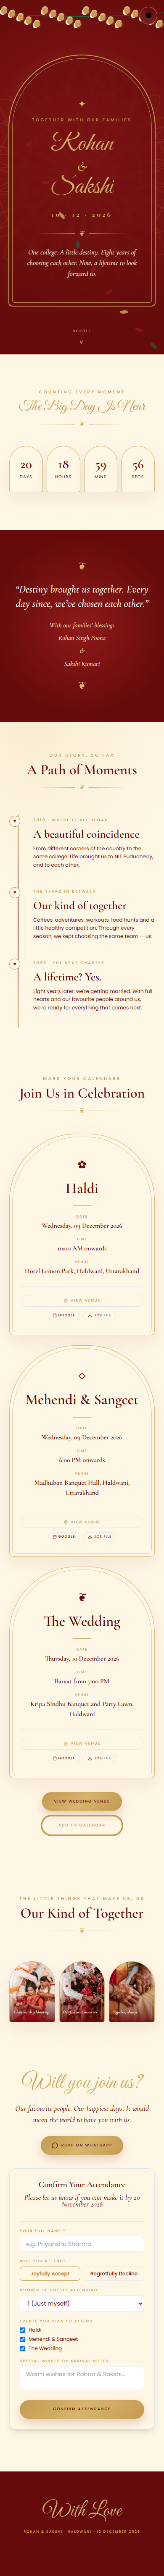 TOGETHER WITH OUR FAMILIES
Rohan
&
Sakshi
10 · 12 · 2026
One college. A little destiny. Eight years of
choosing each other. Now, a lifetime to look
forward to.
SCROLL
COUNTING EVERY MOMENT
The Big Day Is Near
20
DAYS
18
HOURS
59
MINS
56
SECS
“Destiny brought us together. Every
day since, we've chosen each other.”
With our families' blessings
Rohan Singh Poona
&
Sakshi Kumari
OUR STORY, SO FAR
A Path of Moments
2018 · WHERE IT ALL BEGAN
A beautiful coincidence
From different corners of the country to the
same college. Life brought us to NIT Puducherry,
and to each other.
THE YEARS IN BETWEEN
Our kind of together
Coffees, adventures, workouts, food hunts and a
little healthy competition. Through every
season, we kept choosing the same team — us.
2026 · THE NEXT CHAPTER
A lifetime? Yes.
Eight years later, we're getting married. With full
hearts and our favourite people around us,
we're ready for everything that comes next.
MARK YOUR CALENDARS
Join Us in Celebration
Haldi
DATE
Wednesday, 09 December 2026
TIME
10:00 AM onwards
VENUE
Hotel Lemon Park, Haldwani, Uttarakhand
VIEW VENUE
GOOGLE
.ICS FILE
Mehendi & Sangeet
DATE
Wednesday, 09 December 2026
TIME
6:00 PM onwards
VENUE
Madhuban Banquet Hall, Haldwani,
Uttarakhand
VIEW VENUE
GOOGLE
.ICS FILE
The Wedding
DATE
Thursday, 10 December 2026
TIME
Baraat from 7:00 PM
VENUE
Kripa Sindhu Banquet and Party Lawn,
Haldwani
VIEW VENUE
GOOGLE
.ICS FILE
VIEW WEDDING VENUE
ADD TO CALENDAR
THE LITTLE THINGS THAT MAKE US, US
Our Kind of Together
Together, always
Will you join us?
Our favourite people. Our happiest days. It would
mean the world to have you with us.
RSVP ON WHATSAPP
Confirm Your Attendance
Please let us know if you can make it by 20
November 2026
YOUR FULL NAME *
e.g. Priyanshu Sharma
WILL YOU ATTEND?
Joyfully Accept
Regretfully Decline
NUMBER OF GUESTS ATTENDING
1 (Just myself)
EVENTS YOU PLAN TO ATTEND
Haldi
Mehendi & Sangeet
The Wedding
SPECIAL WISHES OR ARRIVAL NOTES
Warm wishes for Rohan & Sakshi...
CONFIRM ATTENDANCE
With Love
ROHAN & SAKSHI · HALDWANI · 10 DECEMBER 2026